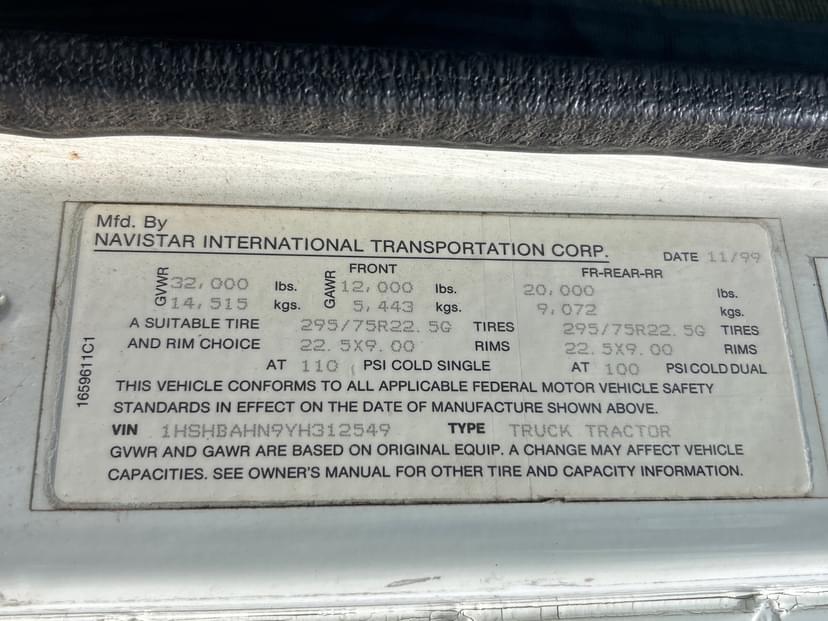 Mfd. By
NAVISTAR INTERNATIONAL TRANSPORTATION CORP. DATE 11/99
FRONT FR-REAR-RR
GVWR 32,000 lbs. GAWR 12,000 lbs. 20,000 lbs.
14,515 kgs. 5,443 kgs. 9,072 kgs.
A SUITABLE TIRE 295/75R22.5G TIRES 295/75R22.5G TIRES
AND RIM CHOICE 22.5X9.00 RIMS 22.5X9.00 RIMS
AT 110 PSI COLD SINGLE AT 100 PSI COLD DUAL
THIS VEHICLE CONFORMS TO ALL APPLICABLE FEDERAL MOTOR VEHICLE SAFETY
STANDARDS IN EFFECT ON THE DATE OF MANUFACTURE SHOWN ABOVE.
VIN 1HSHBAHN9YH312549 TYPE TRUCK TRACTOR
GVWR AND GAWR ARE BASED ON ORIGINAL EQUIP. A CHANGE MAY AFFECT VEHICLE
CAPACITIES. SEE OWNER'S MANUAL FOR OTHER TIRE AND CAPACITY INFORMATION.
1659611C1